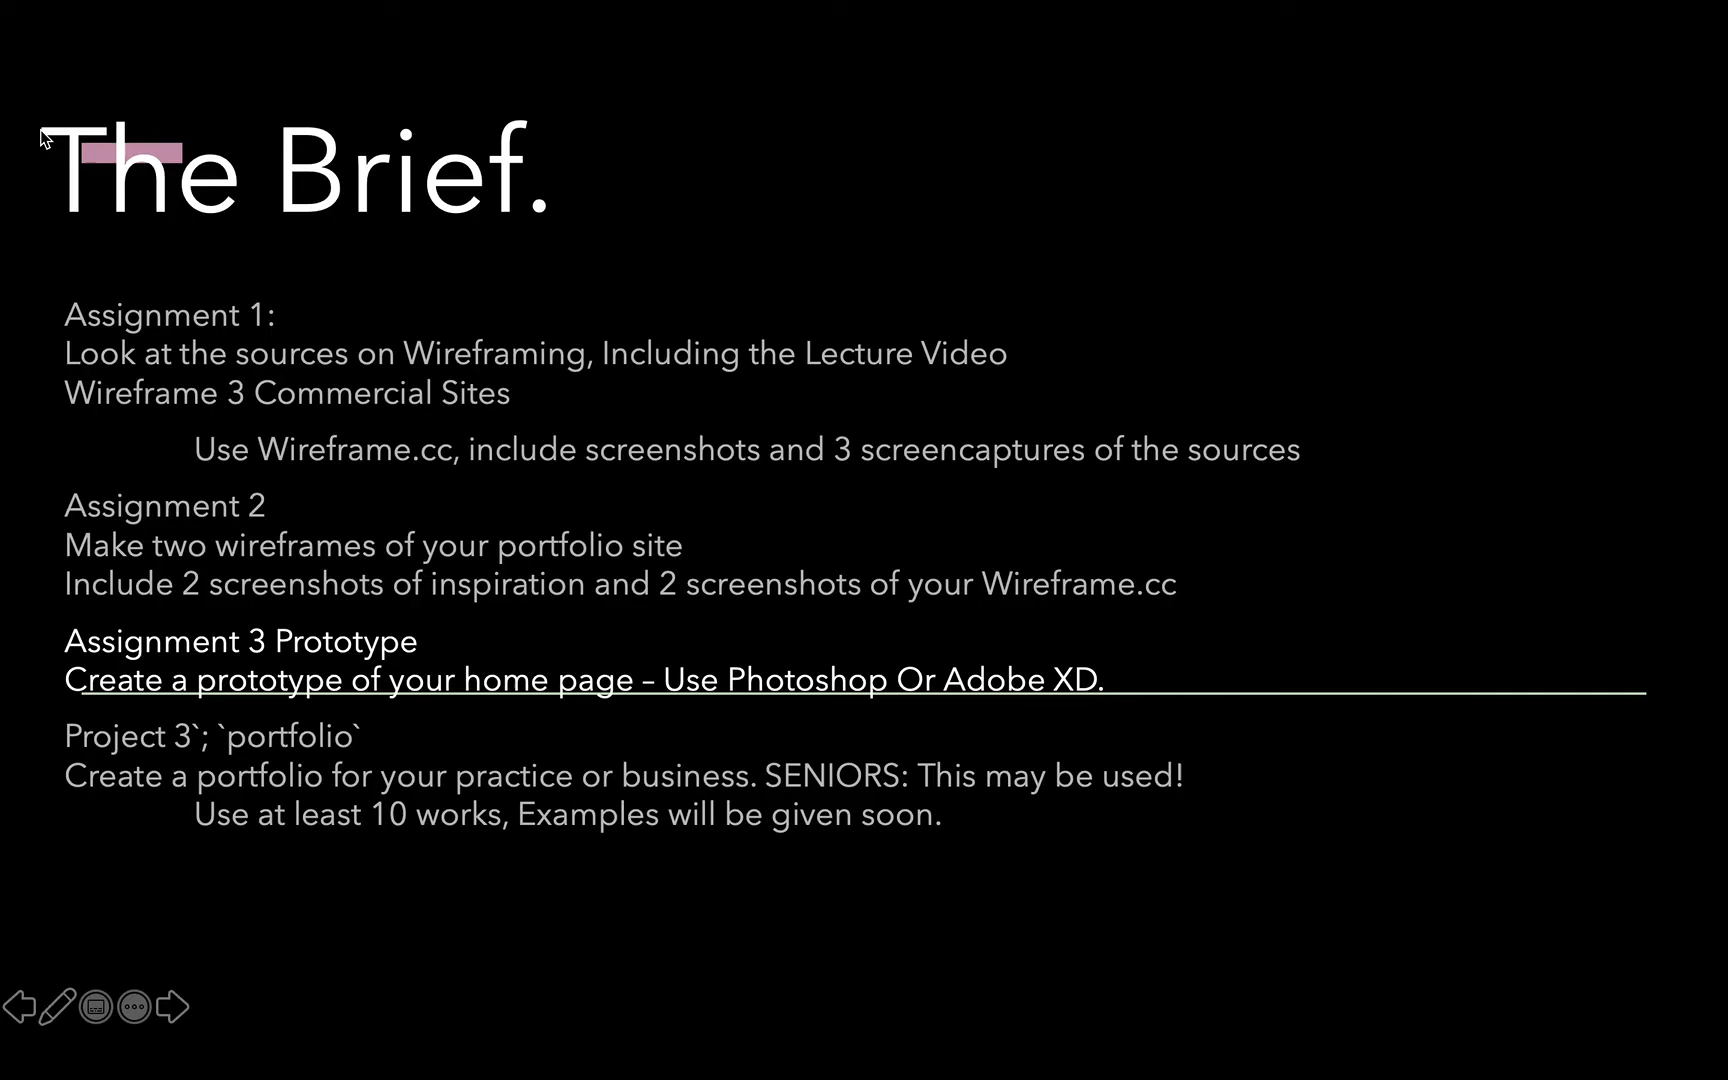 The Brief.
Assignment 1:
Look at the sources on Wireframing, Including the Lecture Video
Wireframe 3 Commercial Sites
Use Wireframe.cc, include screenshots and 3 screencaptures of the sources
Assignment 2
Make two wireframes of your portfolio site
Include 2 screenshots of inspiration and 2 screenshots of your Wireframe.cc
Assignment 3 Prototype
Create a prototype of your home page – Use Photoshop Or Adobe XD.
Project 3`; `portfolio`
Create a portfolio for your practice or business. SENIORS: This may be used!
Use at least 10 works, Examples will be given soon.